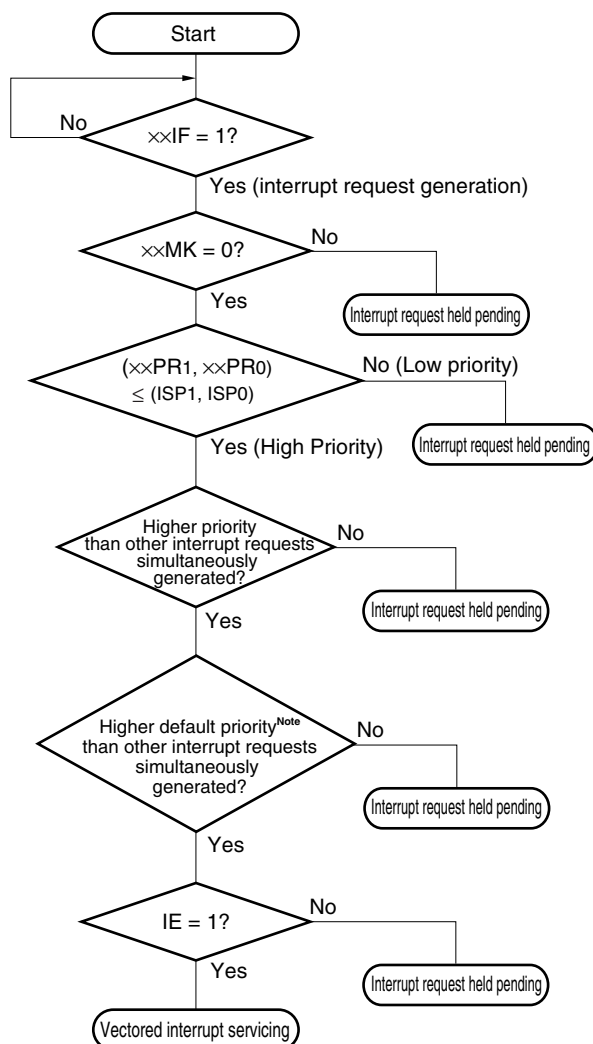 Start
No
××IF = 1?
Yes (interrupt request generation)
××MK = 0?
No
Yes
Interrupt request held pending
(××PR1, ××PR0)
≤ (ISP1, ISP0)
No (Low priority)
Interrupt request held pending
Yes (High Priority)
Higher priority
than other interrupt requests
simultaneously
generated?
No
Interrupt request held pending
Yes
Higher default priorityNote
than other interrupt requests
simultaneously
generated?
No
Interrupt request held pending
Yes
IE = 1?
No
Yes
Interrupt request held pending
Vectored interrupt servicing